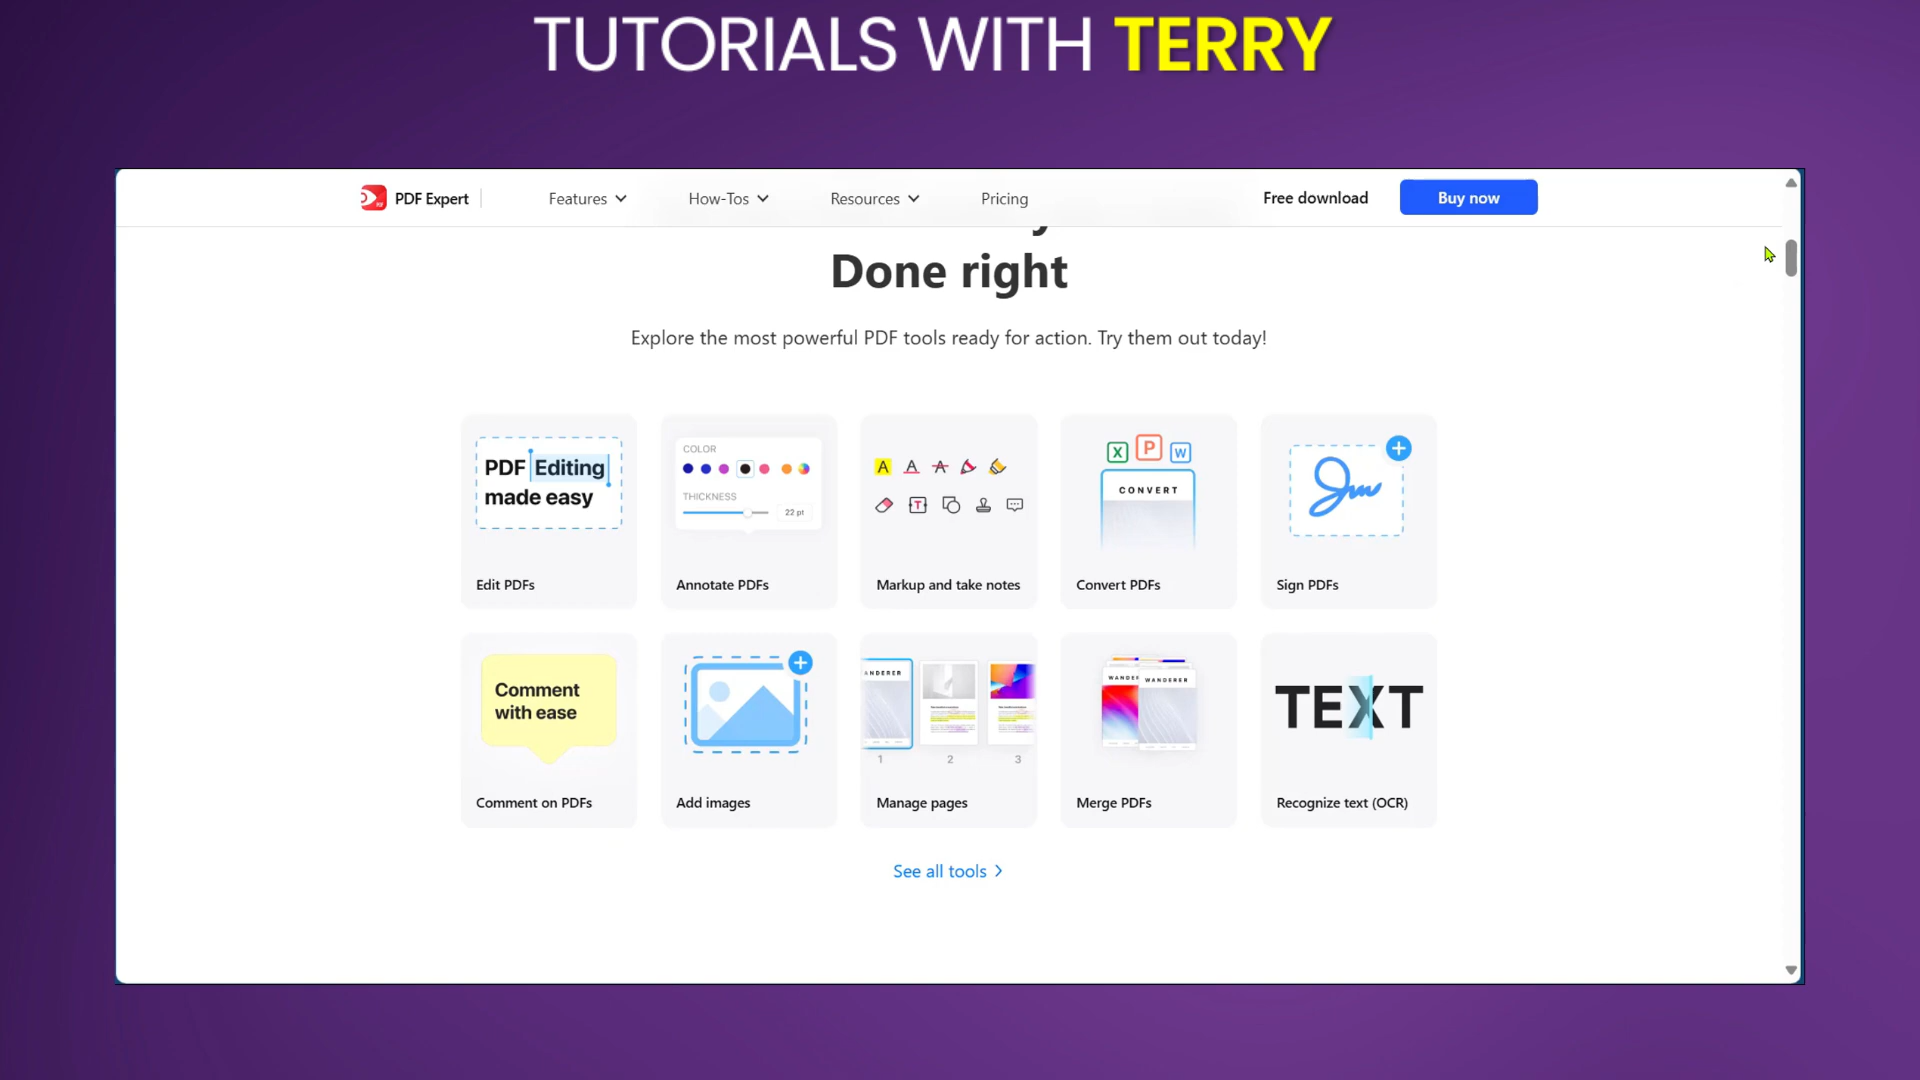 TUTORIALS WITH TERRY
PDF Expert
Features
How-Tos
Resources
Pricing
Free download
Buy now
Done right
Explore the most powerful PDF tools ready for action. Try them out today!
PDF Editing
made easy
Edit PDFs
COLOR
THICKNESS
22 pt
Annotate PDFs
A A A
T
Markup and take notes
X P W
CONVERT
Convert PDFs
Sign PDFs
Comment
with ease
Comment on PDFs
Add images
ANDERER
1 2 3
Manage pages
WANDER
WANDERER
Merge PDFs
TEXT
Recognize text (OCR)
See all tools